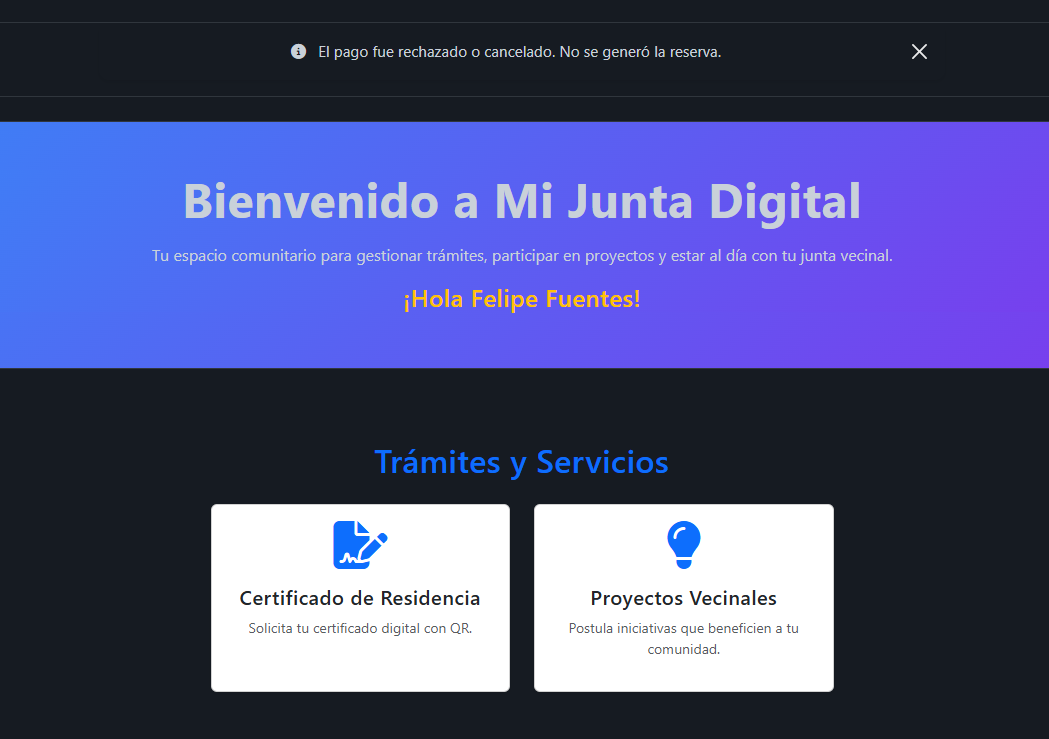 El pago fue rechazado o cancelado. No se generó la reserva.
Bienvenido a Mi Junta Digital
Tu espacio comunitario para gestionar trámites, participar en proyectos y estar al día con tu junta vecinal.
¡Hola Felipe Fuentes!
Trámites y Servicios
Certificado de Residencia
Solicita tu certificado digital con QR.
Proyectos Vecinales
Postula iniciativas que beneficien a tu
comunidad.